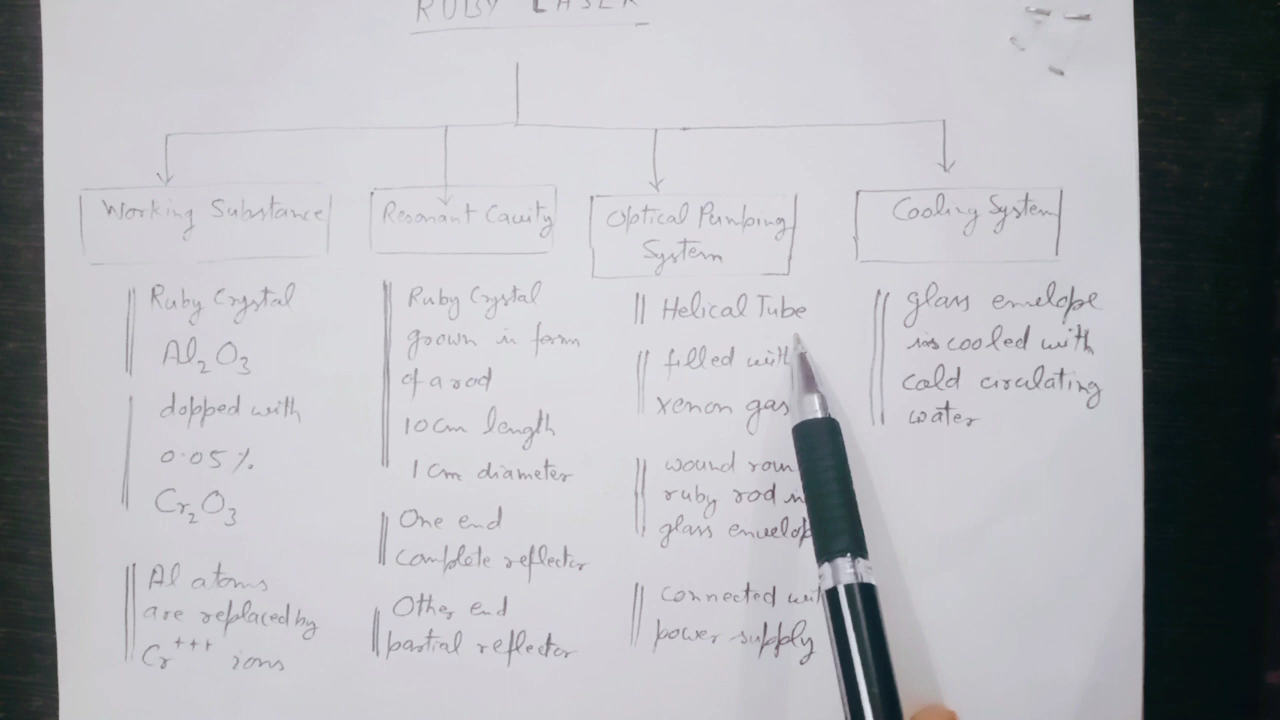 RUBY LASER
Working Substance
Ruby Crystal
Al2O3
dopped with
0.05%
Cr2O3
Al atoms
are replaced by
Cr+++ ions
Resonant Cavity
Ruby Crystal
grown in form
of a rod
10cm length
1cm diameter
One end
complete reflector
Other end
partial reflector
Optical Pumping
System
Helical Tube
filled with
xenon gas
wound
ruby rod
glass
connected
power supply
Cooling System
glass envelope
is cooled with
cold circulating
water